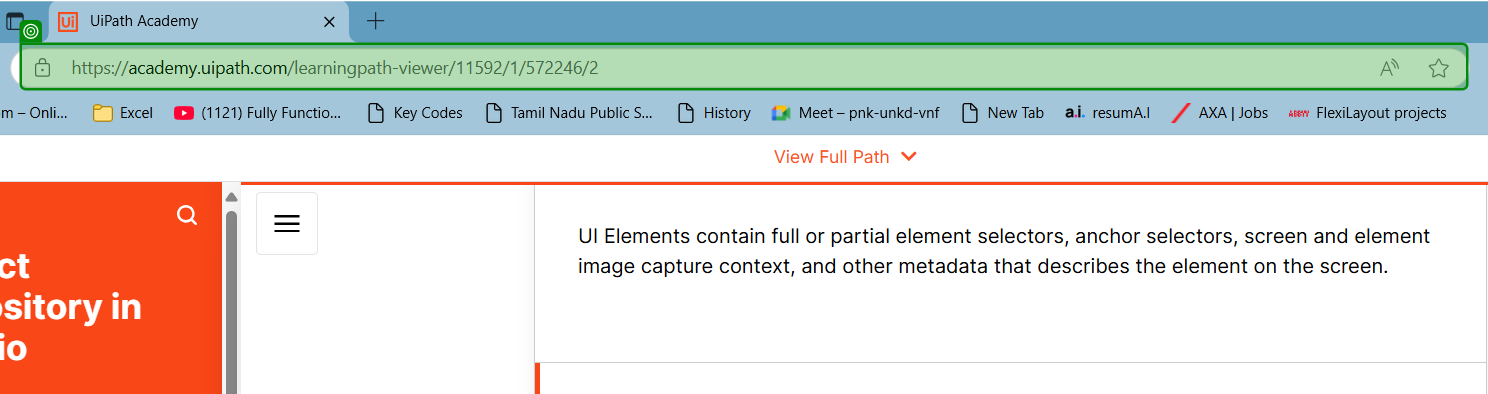 Ui UiPath Academy
https://academy.uipath.com/learningpath-viewer/11592/1/572246/2
m – Onli... Excel (1121) Fully Functio... Key Codes Tamil Nadu Public S... History Meet – pnk-unkd-vnf New Tab a.i. resumA.I AXA | Jobs ABBYY FlexiLayout projects
View Full Path
ct
ository in
io
UI Elements contain full or partial element selectors, anchor selectors, screen and element
image capture context, and other metadata that describes the element on the screen.